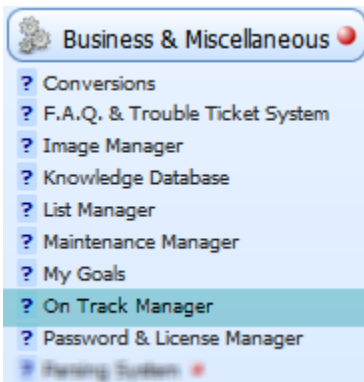 Business & Miscellaneous
? Conversions
? F.A.Q. & Trouble Ticket System
? Image Manager
? Knowledge Database
? List Manager
? Maintenance Manager
? My Goals
? On Track Manager
? Password & License Manager
?